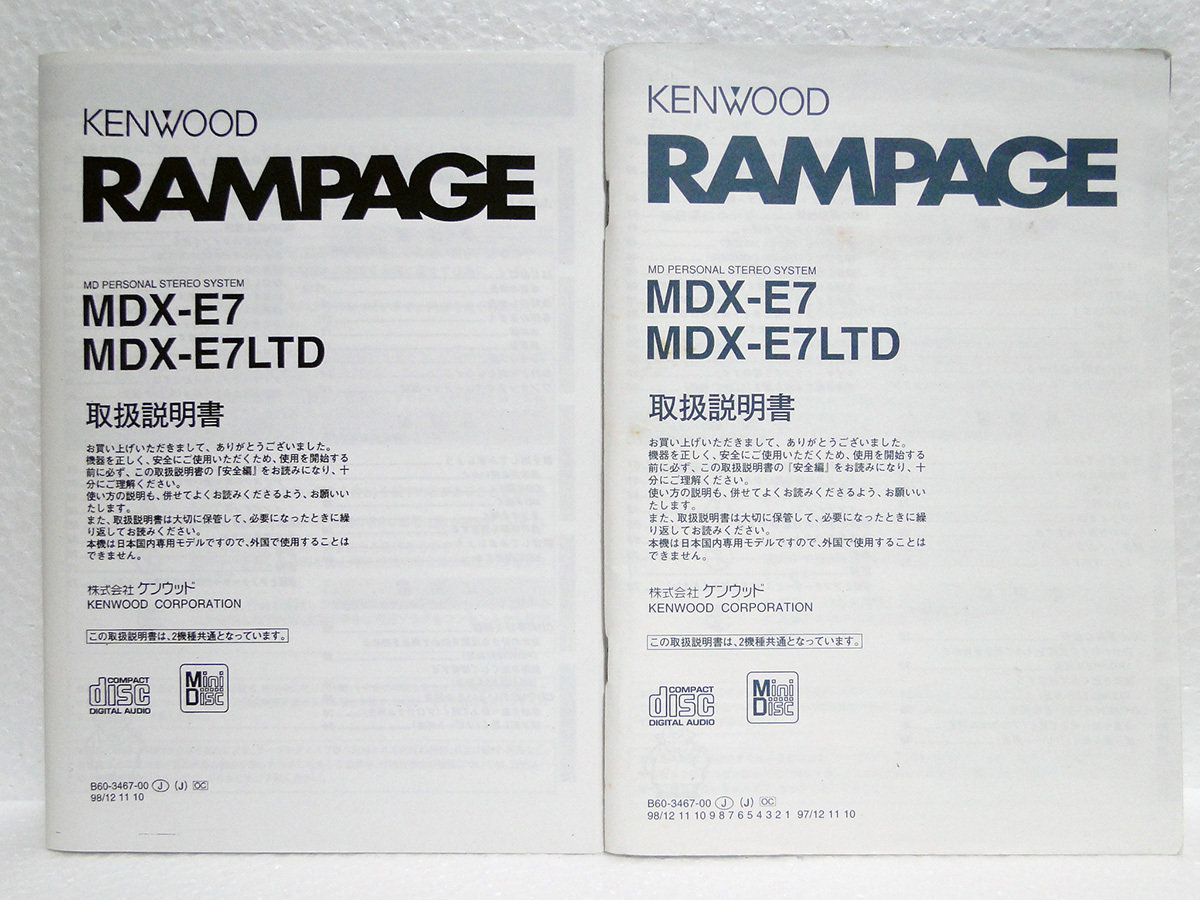 KENWOOD
RAMPAGE
MD PERSONAL STEREO SYSTEM
MDX-E7
MDX-E7LTD
取扱説明書
お買い上げいただきまして、ありがとうございました。
機器を正しく、安全にご使用いただくため、使用を開始する
前に必ず、この取扱説明書の「安全編」をお読みになり、十
分にご理解ください。
使い方の説明も、併せてよくお読みくださるよう、お願いい
たします。
また、取扱説明書は大切に保管して、必要になったときに繰
り返してお読みください。
本機は日本国内専用モデルですので、外国で使用することは
できません。
株式会社 ケンウッド
KENWOOD CORPORATION
この取扱説明書は、2機種共通となっています。
COMPACT
disc
DIGITAL AUDIO
Mini
Disc
B60-3467-00 J (J) OC
98/12 11 10
KENWOOD
RAMPAGE
MD PERSONAL STEREO SYSTEM
MDX-E7
MDX-E7LTD
取扱説明書
お買い上げいただきまして、ありがとうございました。
機器を正しく、安全にご使用いただくため、使用を開始する
前に必ず、この取扱説明書の「安全編」をお読みになり、十
分にご理解ください。
使い方の説明も、併せてよくお読みくださるよう、お願いい
たします。
また、取扱説明書は大切に保管して、必要になったときに繰
り返してお読みください。
本機は日本国内専用モデルですので、外国で使用することは
できません。
株式会社 ケンウッド
KENWOOD CORPORATION
この取扱説明書は、2機種共通となっています。
COMPACT
disc
DIGITAL AUDIO
Mini
Disc
B60-3467-00 J (J) OC
98/12 11 10 9 8 7 6 5 4 3 2 1 97/12 11 10